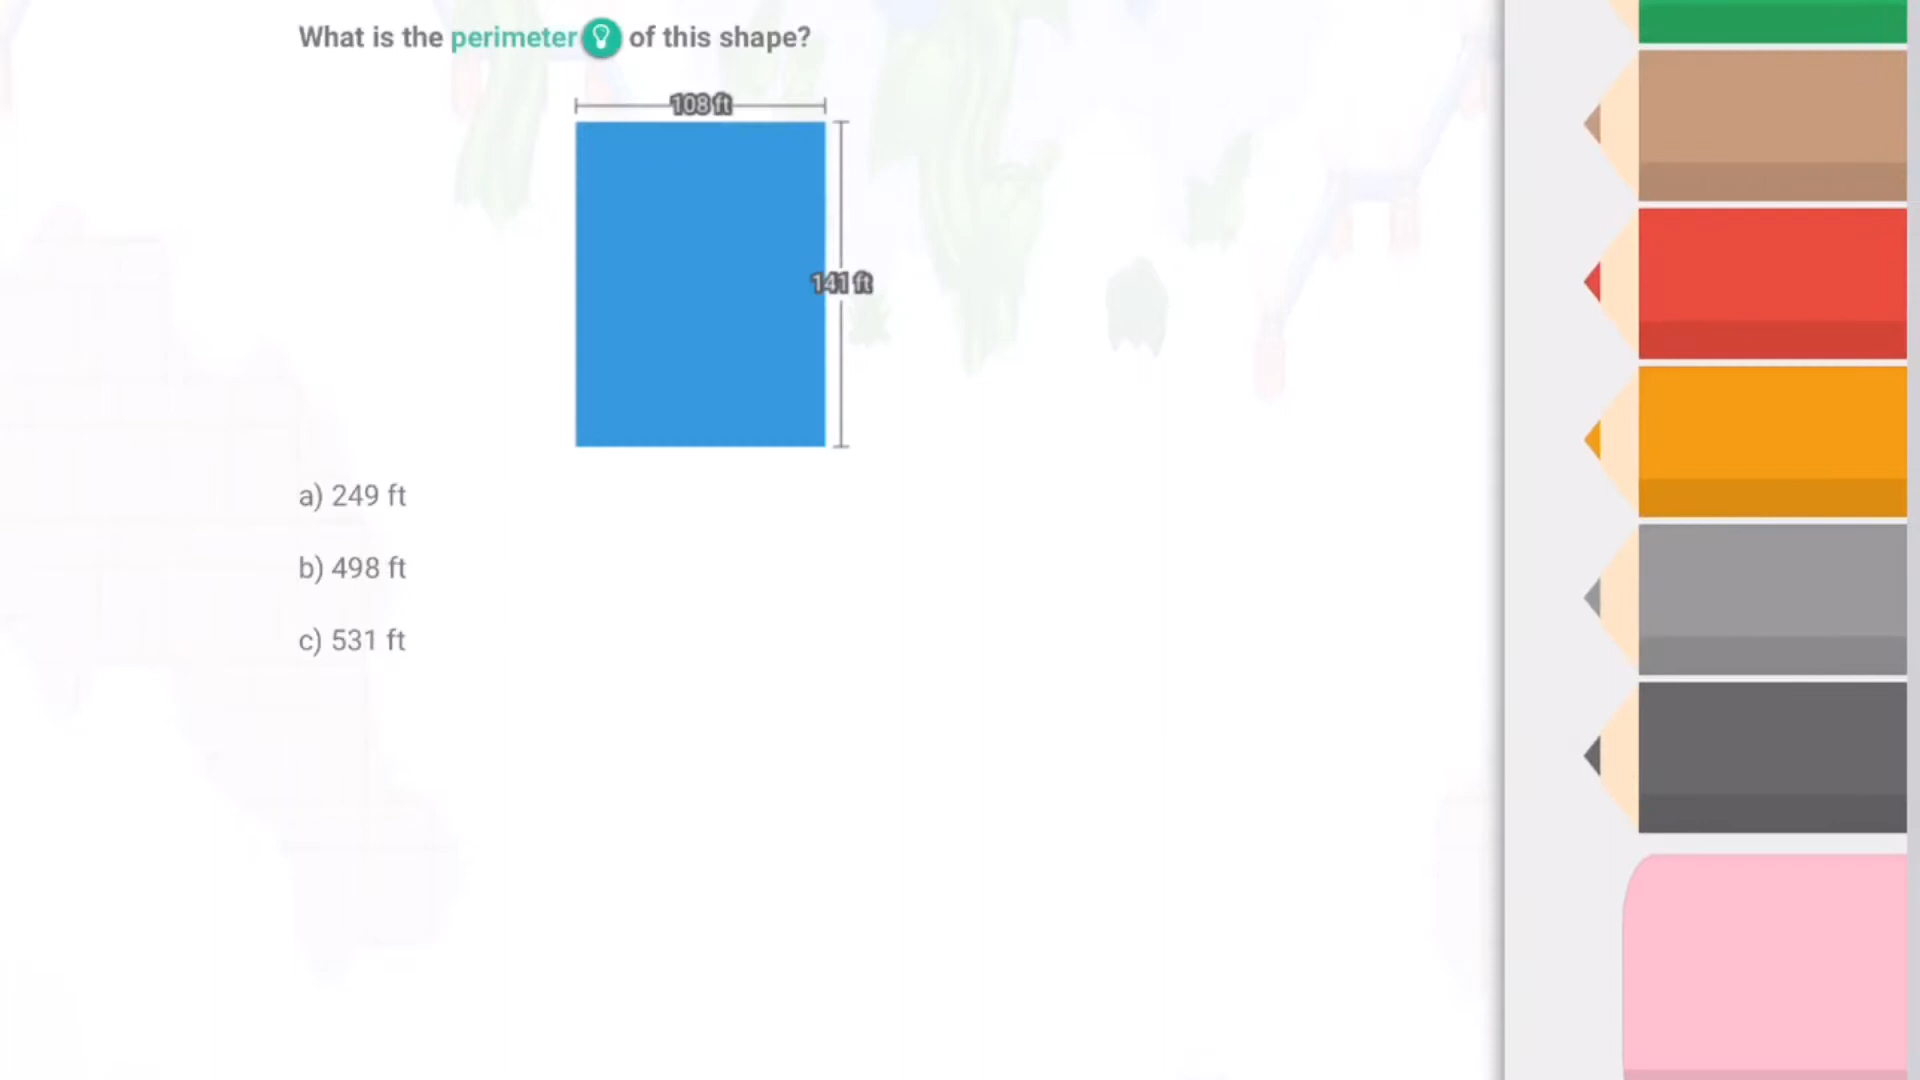 What is the perimeter of this shape?
108 ft
141 ft
a) 249 ft
b) 498 ft
c) 531 ft